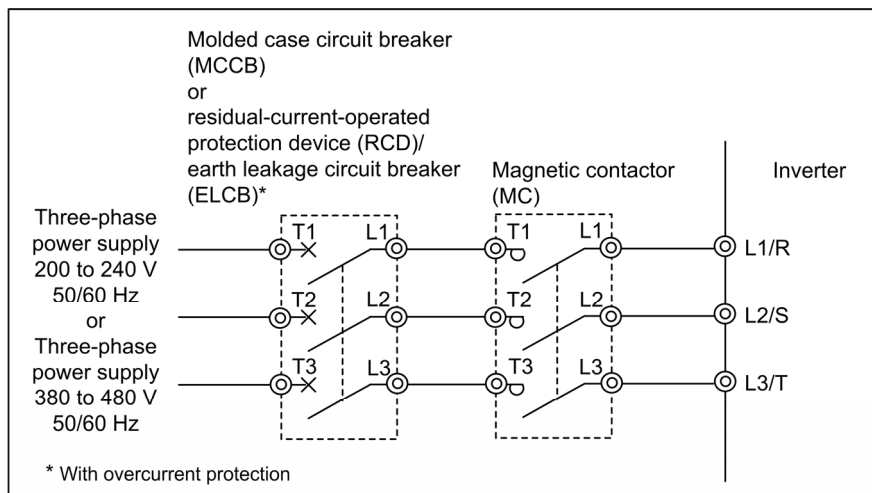 Molded case circuit breaker
(MCCB)
or
residual-current-operated
protection device (RCD)/
earth leakage circuit breaker
(ELCB)*
Magnetic contactor
(MC)
Inverter
Three-phase
power supply
200 to 240 V
50/60 Hz
or
Three-phase
power supply
380 to 480 V
50/60 Hz
T1 L1 T1 L1 L1/R
T2 L2 T2 L2 L2/S
T3 L3 T3 L3 L3/T
* With overcurrent protection